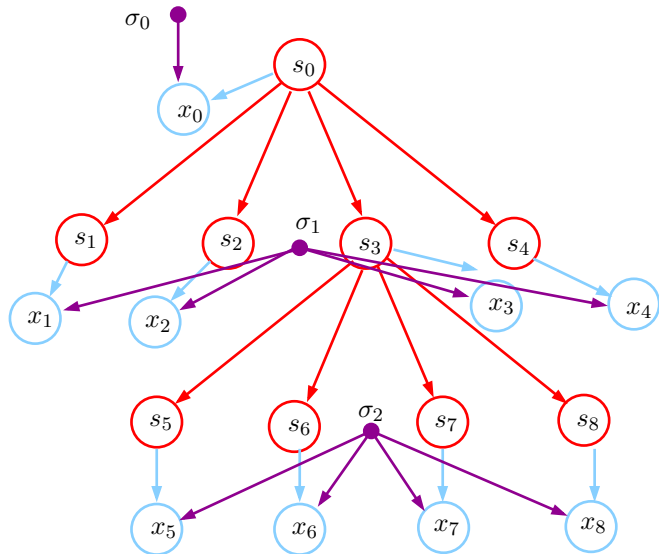 σ₀
s₀
x₀
s₁ s₂ σ₁ s₃ s₄
x₁ x₂ x₃ x₄
s₅ s₆ σ₂ s₇ s₈
x₅ x₆ x₇ x₈